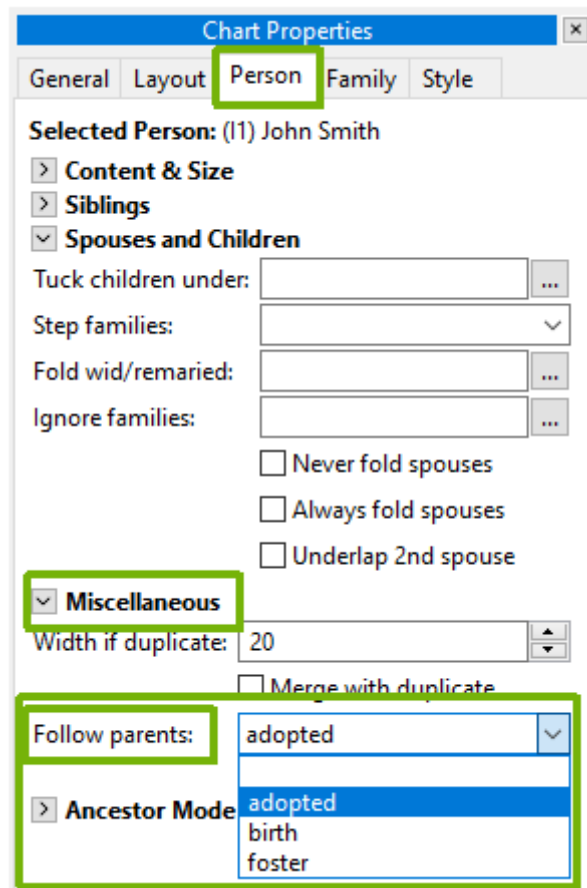 Chart Properties
General Layout Person Family Style
Selected Person: (I1) John Smith
Content & Size
Siblings
Spouses and Children
Tuck children under: ...
Step families:
Fold wid/remaried: ...
Ignore families: ...
Never fold spouses
Always fold spouses
Underlap 2nd spouse
Miscellaneous
Width if duplicate: 20
Merge with duplicate
Follow parents: adopted
adopted
Ancestor Mode
birth
foster